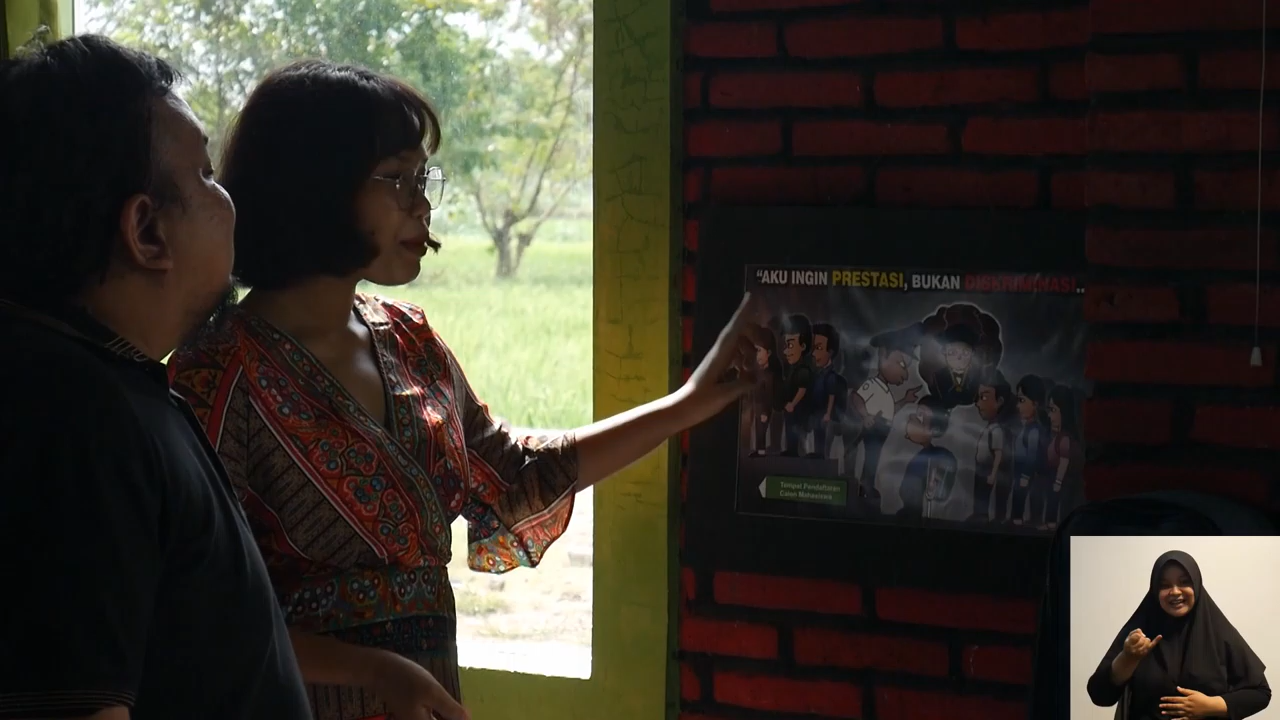 "AKU INGIN PRESTASI, BUKAN DISKRIMINASI..
Tempat Pendaftaran
Calon Mahasiswa